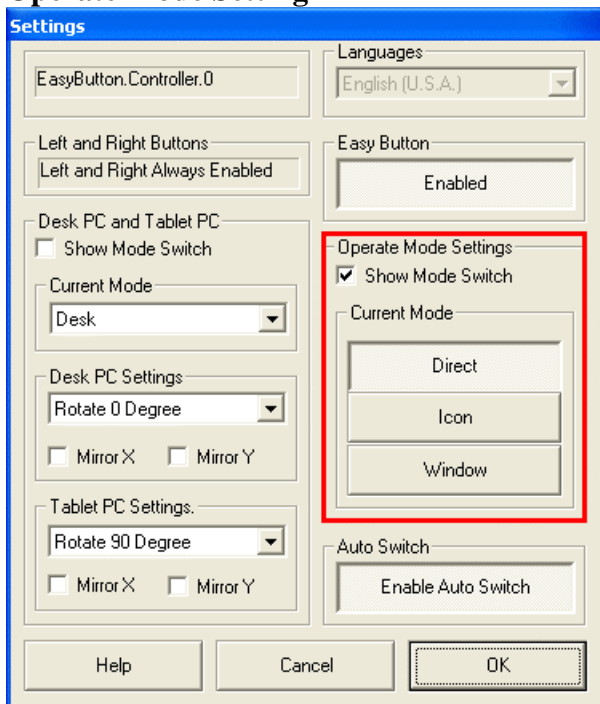 Operate Mode Setting
Settings
EasyButton.Controller.0
Languages
English (U.S.A.)
Left and Right Buttons
Left and Right Always Enabled
Easy Button
Enabled
Desk PC and Tablet PC
Show Mode Switch
Current Mode
Desk
Desk PC Settings
Rotate 0 Degree
Mirror X
Mirror Y
Tablet PC Settings.
Rotate 90 Degree
Mirror X
Mirror Y
Operate Mode Settings
Show Mode Switch
Current Mode
Direct
Icon
Window
Auto Switch
Enable Auto Switch
Help
Cancel
OK